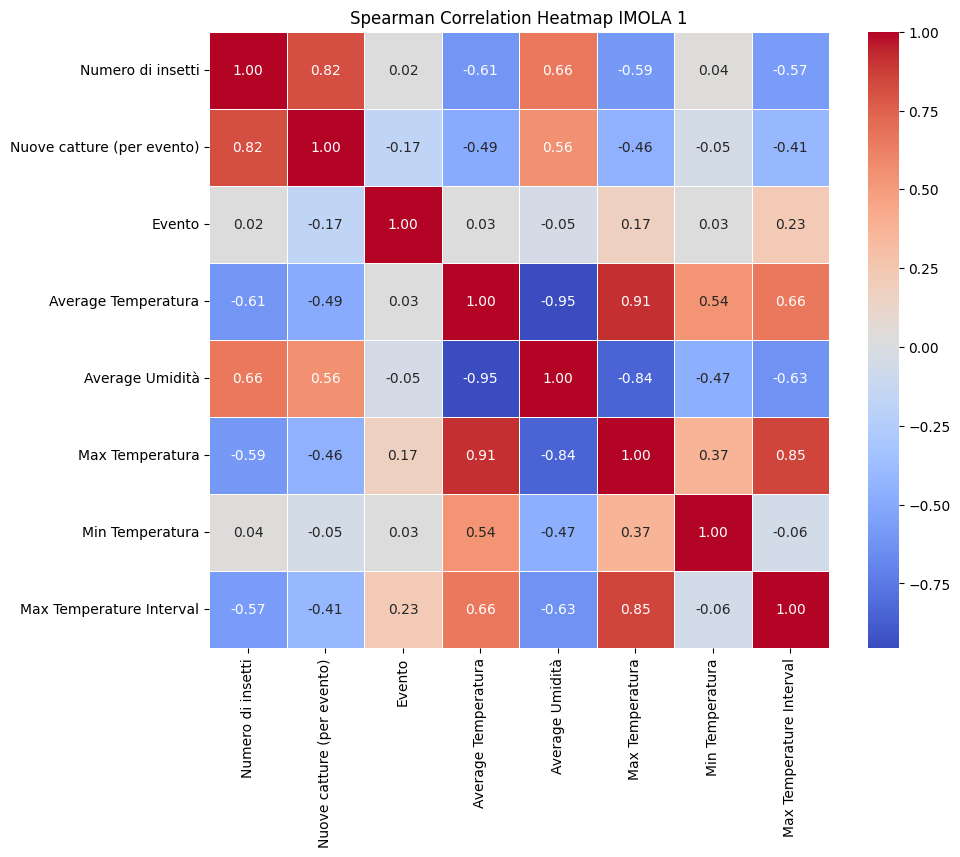 Spearman Correlation Heatmap IMOLA 1
Numero di insetti 1.00 0.82 0.02 -0.61 0.66 -0.59 0.04 -0.57
Nuove catture (per evento) 0.82 1.00 -0.17 -0.49 0.56 -0.46 -0.05 -0.41
Evento 0.02 -0.17 1.00 0.03 -0.05 0.17 0.03 0.23
Average Temperatura -0.61 -0.49 0.03 1.00 -0.95 0.91 0.54 0.66
Average Umidità 0.66 0.56 -0.05 -0.95 1.00 -0.84 -0.47 -0.63
Max Temperatura -0.59 -0.46 0.17 0.91 -0.84 1.00 0.37 0.85
Min Temperatura 0.04 -0.05 0.03 0.54 -0.47 0.37 1.00 -0.06
Max Temperature Interval -0.57 -0.41 0.23 0.66 -0.63 0.85 -0.06 1.00
Numero di insetti
Nuove catture (per evento)
Evento
Average Temperatura
Average Umidità
Max Temperatura
Min Temperatura
Max Temperature Interval
1.00
0.75
0.50
0.25
0.00
−0.25
−0.50
−0.75